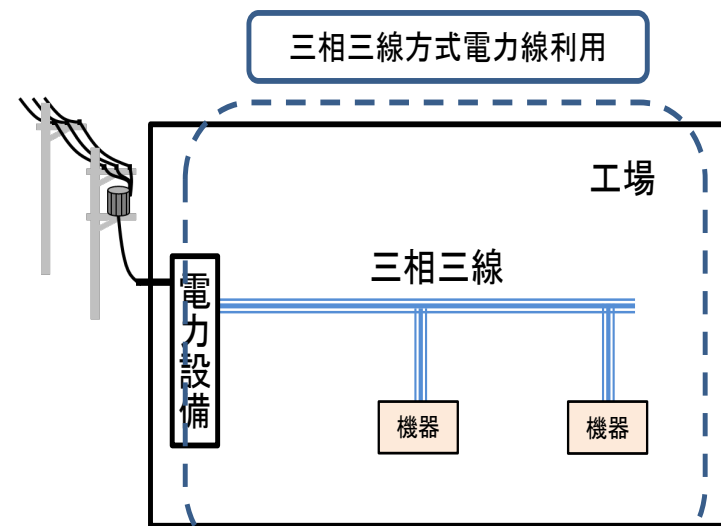 三相三線方式電力線利用
工場
三相三線
電力設備
機器
機器